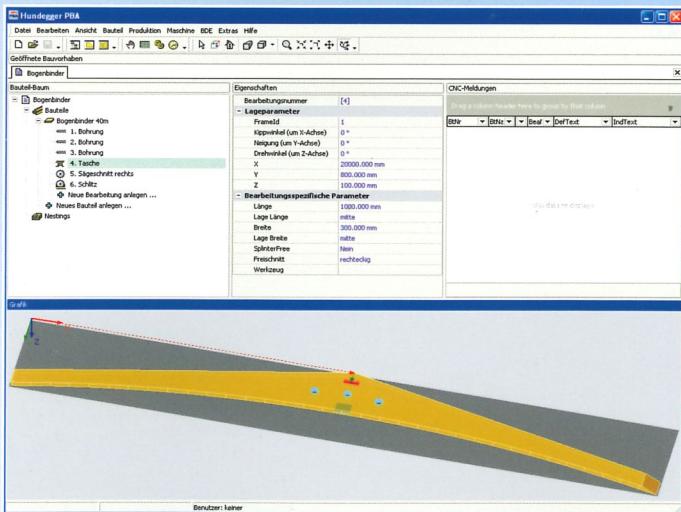 Hundegger PBA
Datei Bearbeiten Ansicht Bauteil Produktion Maschine BDE Extras Hilfe
Geöffnete Bauvorhaben
Bogenbinder
Bauteil-Baum
Bogenbinder
Bauteile
Bogenbinder 40m
1. Bohrung
2. Bohrung
3. Bohrung
4. Tasche
5. Sägeschnitt rechts
6. Schlitz
Neue Bearbeitung anlegen ...
Neues Bauteil anlegen ...
Nestings
Eigenschaften
Bearbeitungsnummer [4]
Lageparameter
FrameId 1
Kippwinkel (um X-Achse) 0 °
Neigung (um Y-Achse) 0 °
Drehwinkel (um Z-Achse) 0 °
X 20000.000 mm
Y 800.000 mm
Z 100.000 mm
Bearbeitungsspezifische Parameter
Länge 1000.000 mm
Lage Länge mitte
Breite 300.000 mm
Lage Breite mitte
SplinterFree Nein
Freischnitt rechteckig
Werkzeug
CNC-Meldungen
Drag a column header here to group by that column
BtNr BtNz Bearf DefText IndText
Grafik
Z
Benutzer: keiner